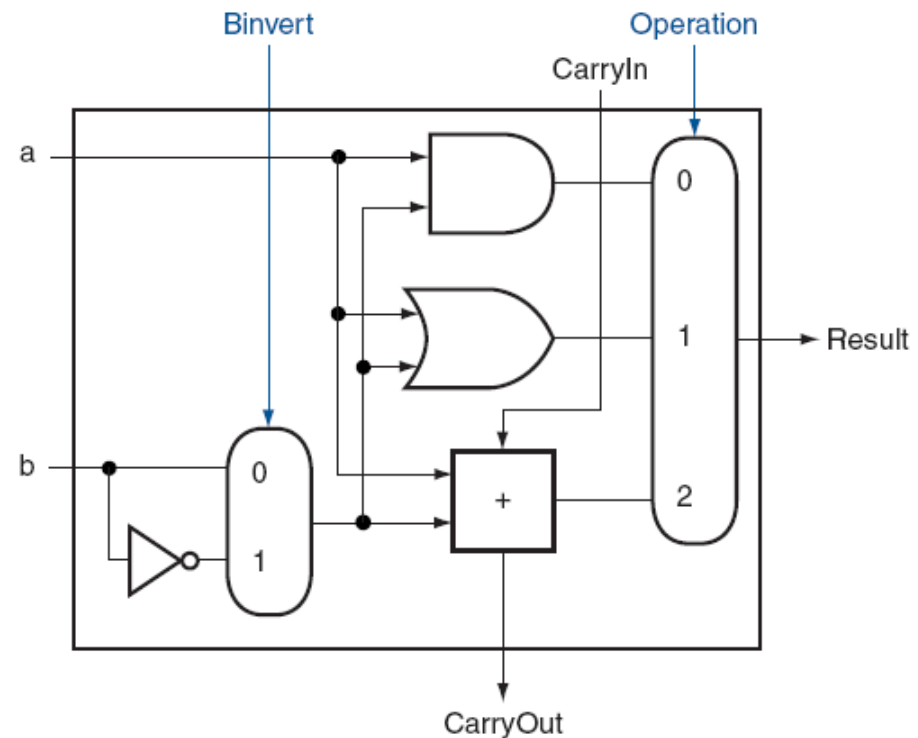 Binvert
Operation
CarryIn
a
0
1
Result
b
0
+
2
1
CarryOut